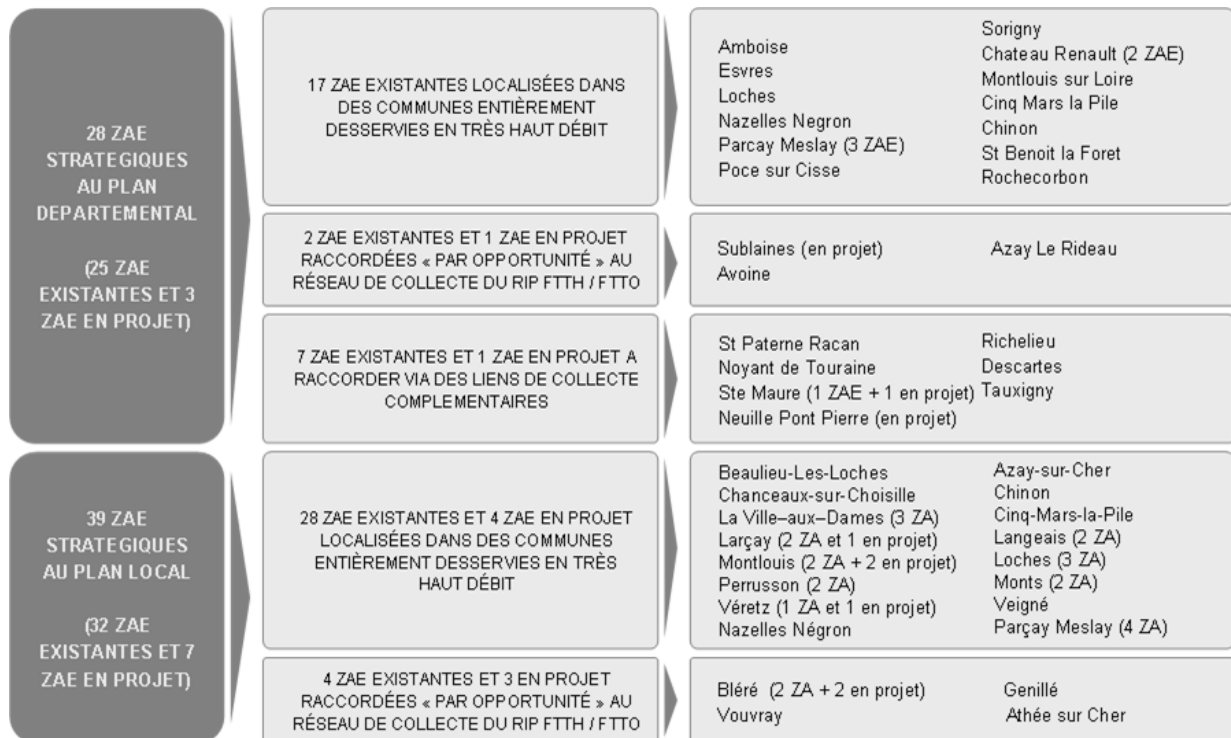 28 ZAE
STRATEGIQUES
AU PLAN
DEPARTEMENTAL
(25 ZAE
EXISTANTES ET 3
ZAE EN PROJET)
17 ZAE EXISTANTES LOCALISÉES DANS
DES COMMUNES ENTIÈREMENT
DESSERVIES EN TRÈS HAUT DÉBIT
Amboise
Esvres
Loches
Nazelles Negron
Parcay Meslay (3 ZAE)
Poce sur Cisse
Sorigny
Chateau Renault (2 ZAE)
Montlouis sur Loire
Cinq Mars la Pile
Chinon
St Benoit la Foret
Rochecorbon
2 ZAE EXISTANTES ET 1 ZAE EN PROJET
RACCORDÉES « PAR OPPORTUNITÉ » AU
RÉSEAU DE COLLECTE DU RIP FTTH / FTTO
Sublaines (en projet)
Avoine
Azay Le Rideau
7 ZAE EXISTANTES ET 1 ZAE EN PROJET A
RACCORDER VIA DES LIENS DE COLLECTE
COMPLEMENTAIRES
St Paterne Racan
Noyant de Touraine
Ste Maure (1 ZAE + 1 en projet)
Neuille Pont Pierre (en projet)
Richelieu
Descartes
Tauxigny
39 ZAE
STRATEGIQUES
AU PLAN LOCAL
(32 ZAE
EXISTANTES ET 7
ZAE EN PROJET)
28 ZAE EXISTANTES ET 4 ZAE EN PROJET
LOCALISÉES DANS DES COMMUNES
ENTIÈREMENT DESSERVIES EN TRÈS
HAUT DÉBIT
Beaulieu-Les-Loches
Chanceaux-sur-Choisille
La Ville–aux–Dames (3 ZA)
Larçay (2 ZA et 1 en projet)
Montlouis (2 ZA + 2 en projet)
Perrusson (2 ZA)
Véretz (1 ZA et 1 en projet)
Nazelles Négron
Azay-sur-Cher
Chinon
Cinq-Mars-la-Pile
Langeais (2 ZA)
Loches (3 ZA)
Monts (2 ZA)
Veigné
Parçay Meslay (4 ZA)
4 ZAE EXISTANTES ET 3 EN PROJET
RACCORDÉES « PAR OPPORTUNITÉ » AU
RÉSEAU DE COLLECTE DU RIP FTTH / FTTO
Bléré (2 ZA + 2 en projet)
Vouvray
Genillé
Athée sur Cher